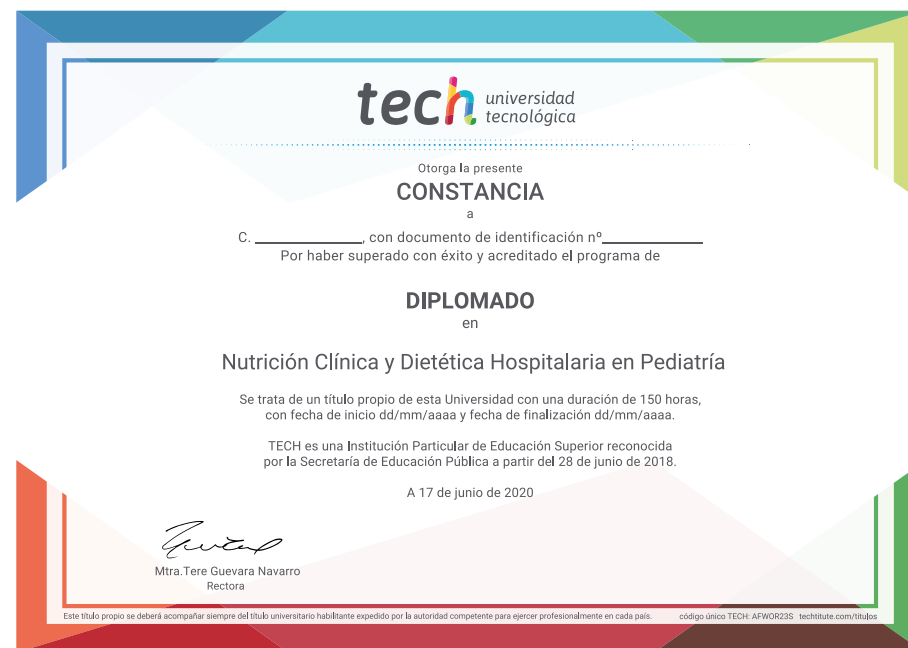 tech universidad
tecnológica
Otorga la presente
CONSTANCIA
a
C. ____________, con documento de identificación nº____________
Por haber superado con éxito y acreditado el programa de
DIPLOMADO
en
Nutrición Clínica y Dietética Hospitalaria en Pediatría
Se trata de un título propio de esta Universidad con una duración de 150 horas,
con fecha de inicio dd/mm/aaaa y fecha de finalización dd/mm/aaaa.
TECH es una Institución Particular de Educación Superior reconocida
por la Secretaría de Educación Pública a partir del 28 de junio de 2018.
A 17 de junio de 2020
Mtra.Tere Guevara Navarro
Rectora
Este título propio se deberá acompañar siempre del título universitario habilitante expedido por la autoridad competente para ejercer profesionalmente en cada país. código único TECH: AFWOR23S techtitute.com/títulos